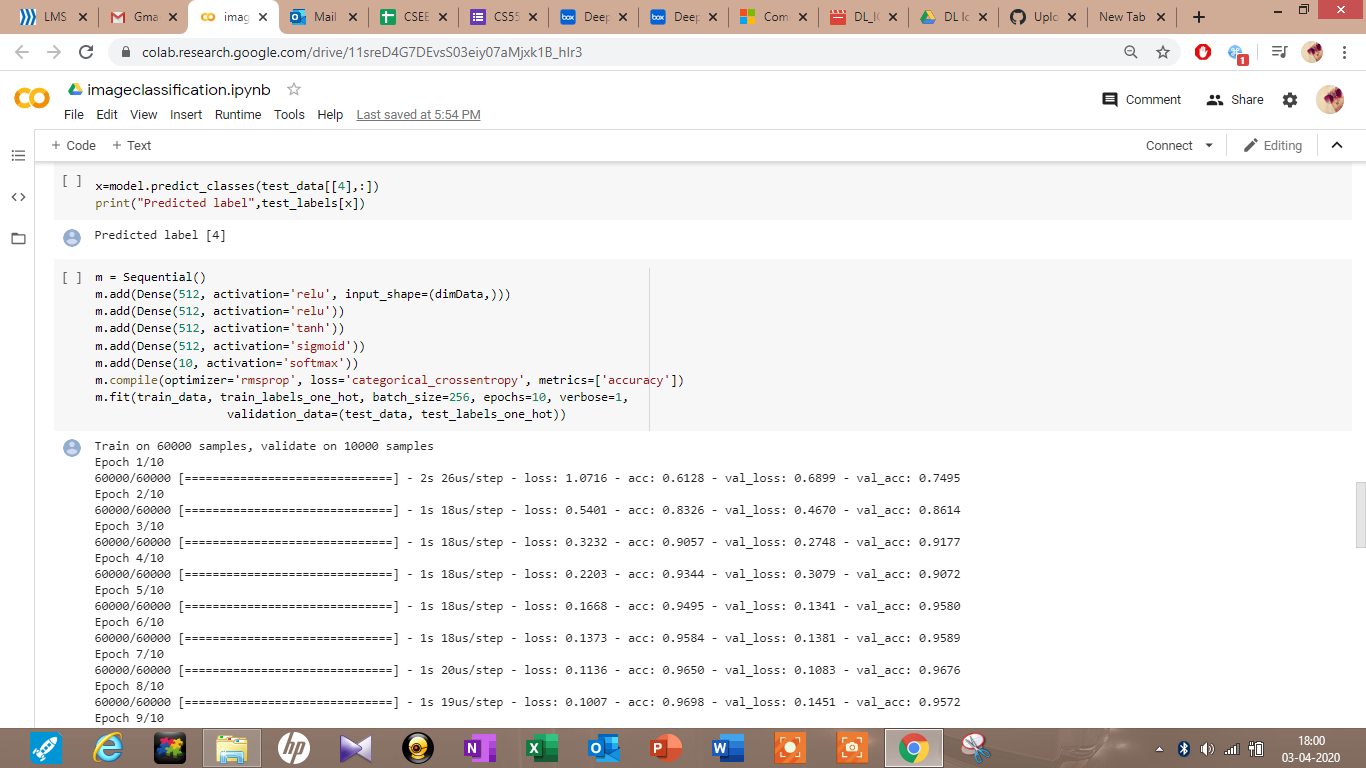 LMS
Gma
imag
Mail
CSEE
CS55
Deep
Deep
Com
DL_IC
DL Ic
Uplo
New Tab
colab.research.google.com/drive/11sreD4G7DEvsS03eiy07aMjxk1B_hIr3
1
CO
imageclassification.ipynb
Comment
Share
File Edit View Insert Runtime Tools Help Last saved at 5:54 PM
+ Code + Text
Connect
Editing
[ ] x=model.predict_classes(test_data[[4],:])
print("Predicted label",test_labels[x])
Predicted label [4]
[ ] m = Sequential()
m.add(Dense(512, activation='relu', input_shape=(dimData,)))
m.add(Dense(512, activation='relu'))
m.add(Dense(512, activation='tanh'))
m.add(Dense(512, activation='sigmoid'))
m.add(Dense(10, activation='softmax'))
m.compile(optimizer='rmsprop', loss='categorical_crossentropy', metrics=['accuracy'])
m.fit(train_data, train_labels_one_hot, batch_size=256, epochs=10, verbose=1,
validation_data=(test_data, test_labels_one_hot))
Train on 60000 samples, validate on 10000 samples
Epoch 1/10
60000/60000 [==============================] - 2s 26us/step - loss: 1.0716 - acc: 0.6128 - val_loss: 0.6899 - val_acc: 0.7495
Epoch 2/10
60000/60000 [==============================] - 1s 18us/step - loss: 0.5401 - acc: 0.8326 - val_loss: 0.4670 - val_acc: 0.8614
Epoch 3/10
60000/60000 [==============================] - 1s 18us/step - loss: 0.3232 - acc: 0.9057 - val_loss: 0.2748 - val_acc: 0.9177
Epoch 4/10
60000/60000 [==============================] - 1s 18us/step - loss: 0.2203 - acc: 0.9344 - val_loss: 0.3079 - val_acc: 0.9072
Epoch 5/10
60000/60000 [==============================] - 1s 18us/step - loss: 0.1668 - acc: 0.9495 - val_loss: 0.1341 - val_acc: 0.9580
Epoch 6/10
60000/60000 [==============================] - 1s 18us/step - loss: 0.1373 - acc: 0.9584 - val_loss: 0.1381 - val_acc: 0.9589
Epoch 7/10
60000/60000 [==============================] - 1s 20us/step - loss: 0.1136 - acc: 0.9650 - val_loss: 0.1083 - val_acc: 0.9676
Epoch 8/10
60000/60000 [==============================] - 1s 19us/step - loss: 0.1007 - acc: 0.9698 - val_loss: 0.1451 - val_acc: 0.9572
Epoch 9/10
18:00
03-04-2020